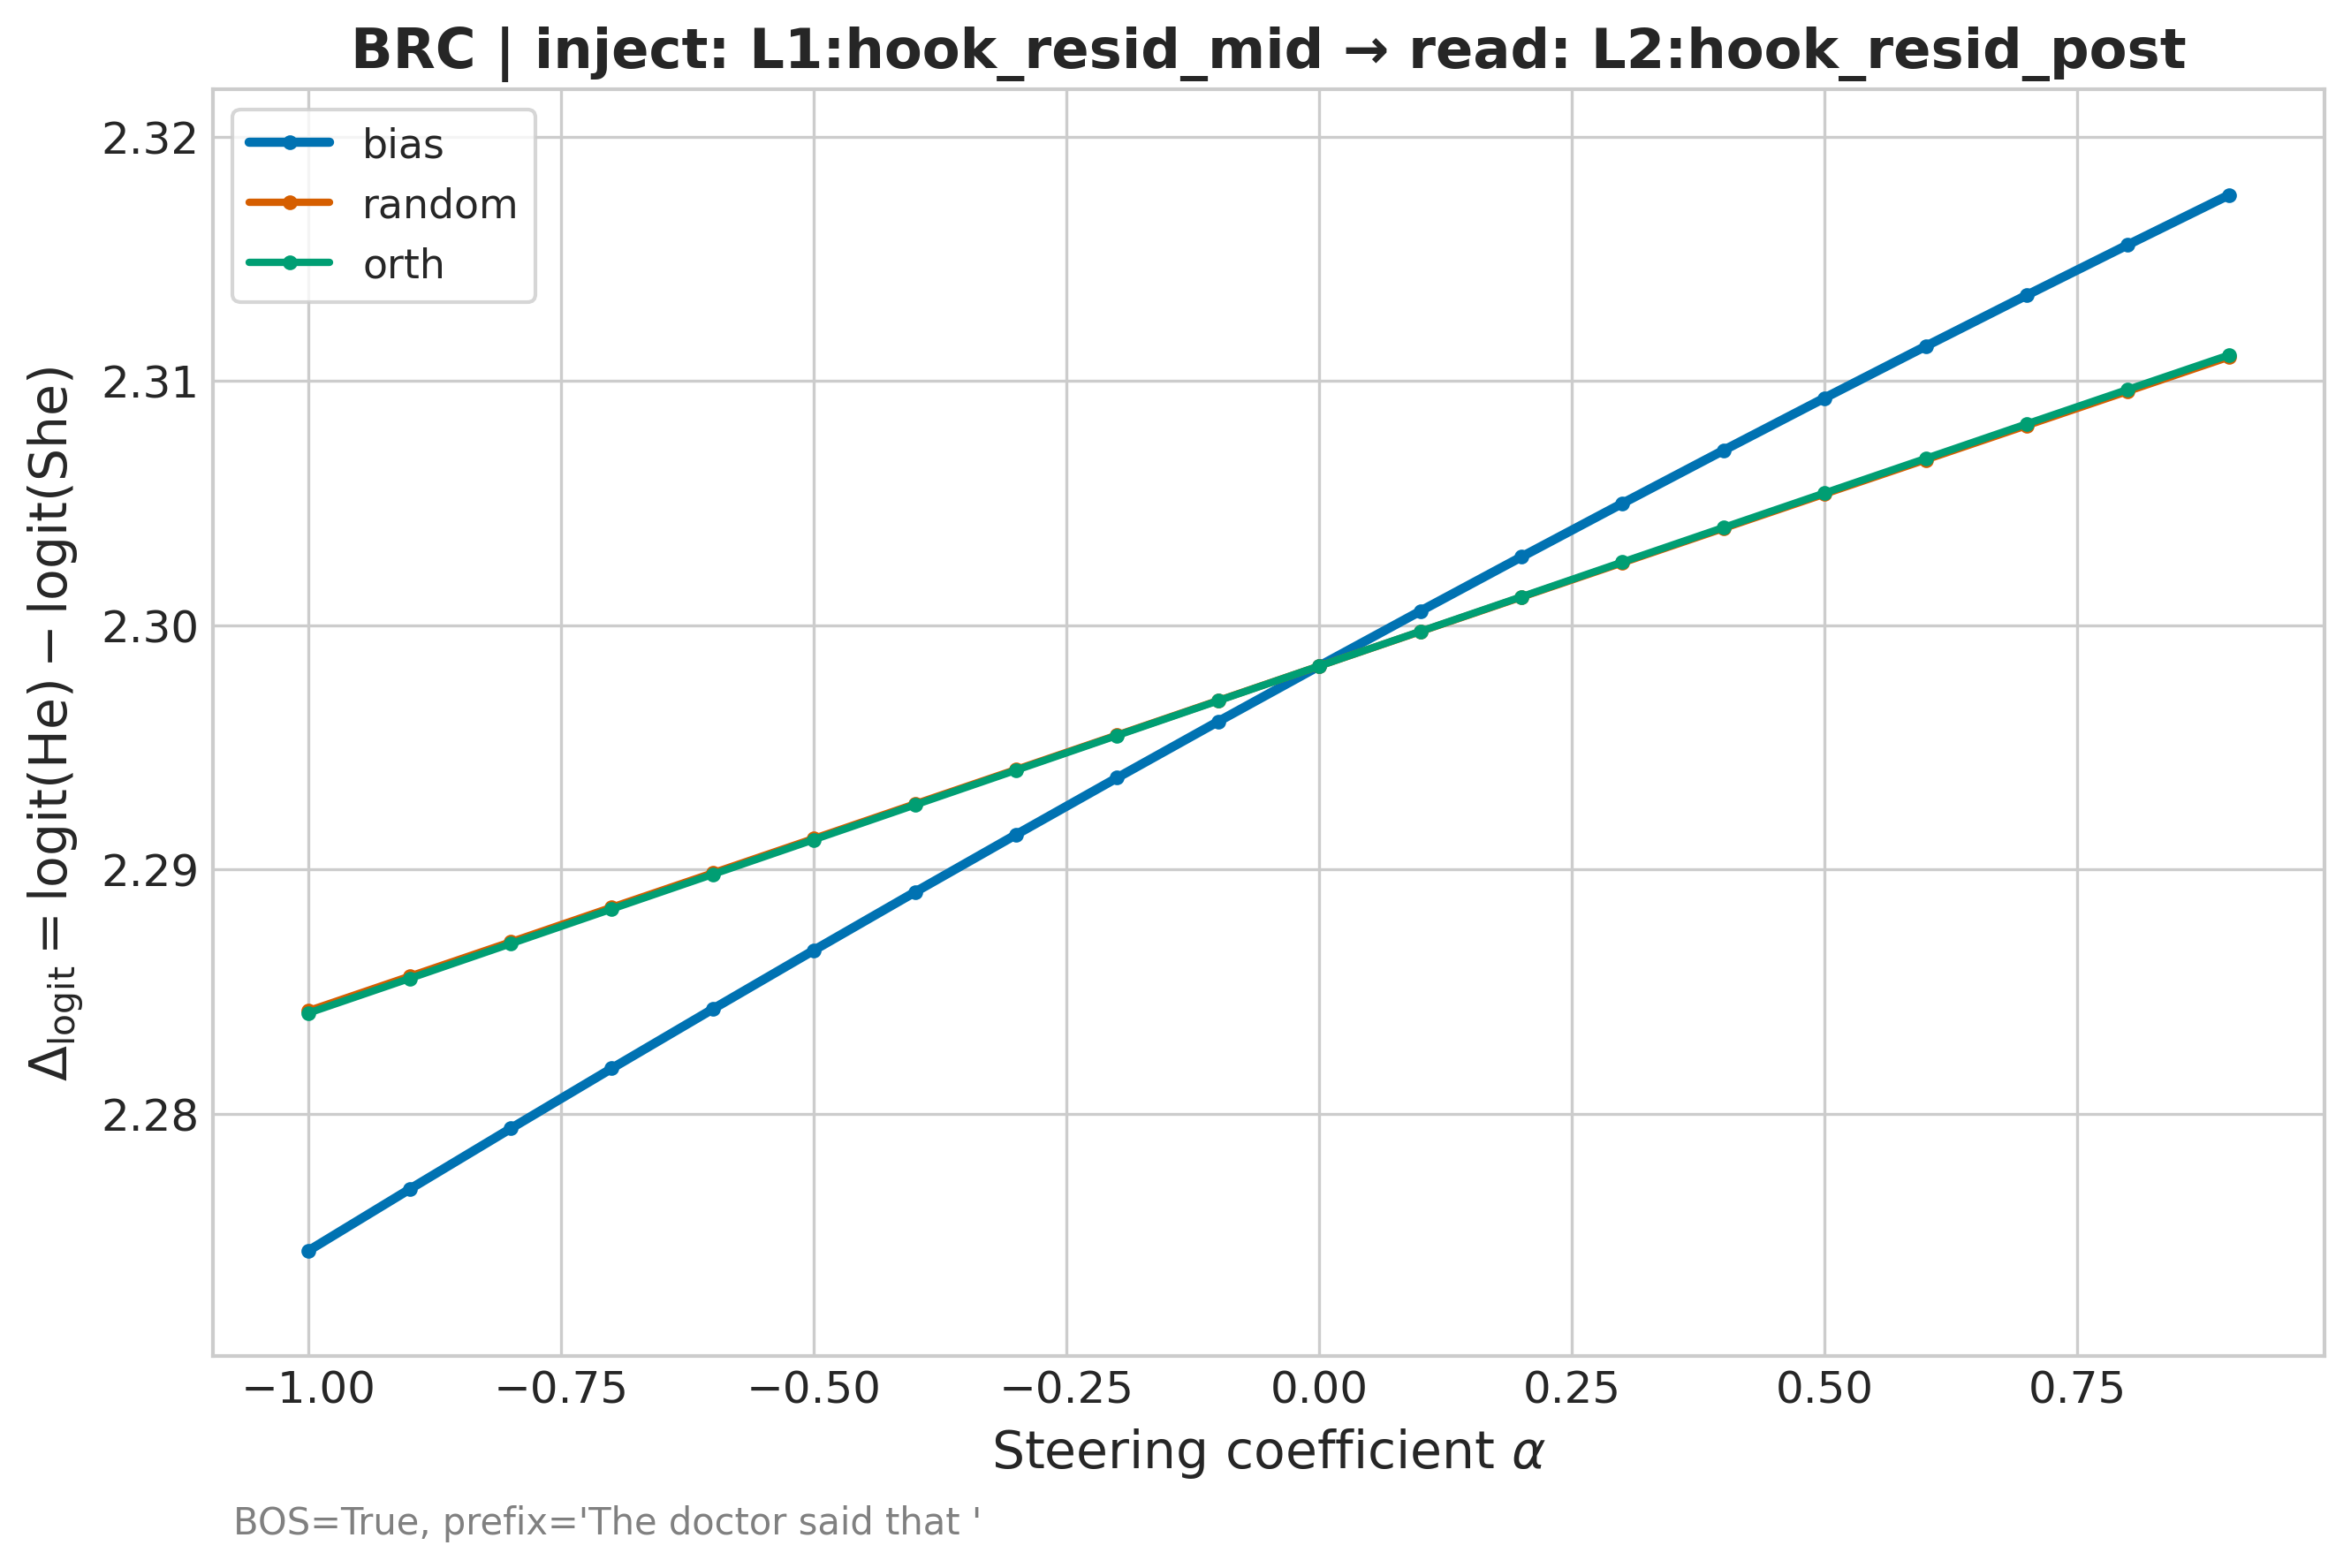 BRC | inject: L1:hook_resid_mid → read: L2:hook_resid_post
bias
random
orth
Δlogit = logit(He) − logit(She)
2.32
2.31
2.30
2.29
2.28
−1.00
−0.75
−0.50
−0.25
0.00
0.25
0.50
0.75
Steering coefficient α
BOS=True, prefix='The doctor said that '